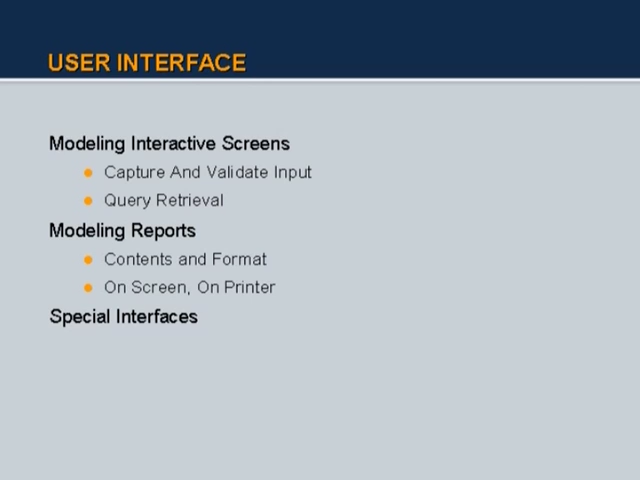 USER INTERFACE
Modeling Interactive Screens
Capture And Validate Input
Query Retrieval
Modeling Reports
Contents and Format
On Screen, On Printer
Special Interfaces